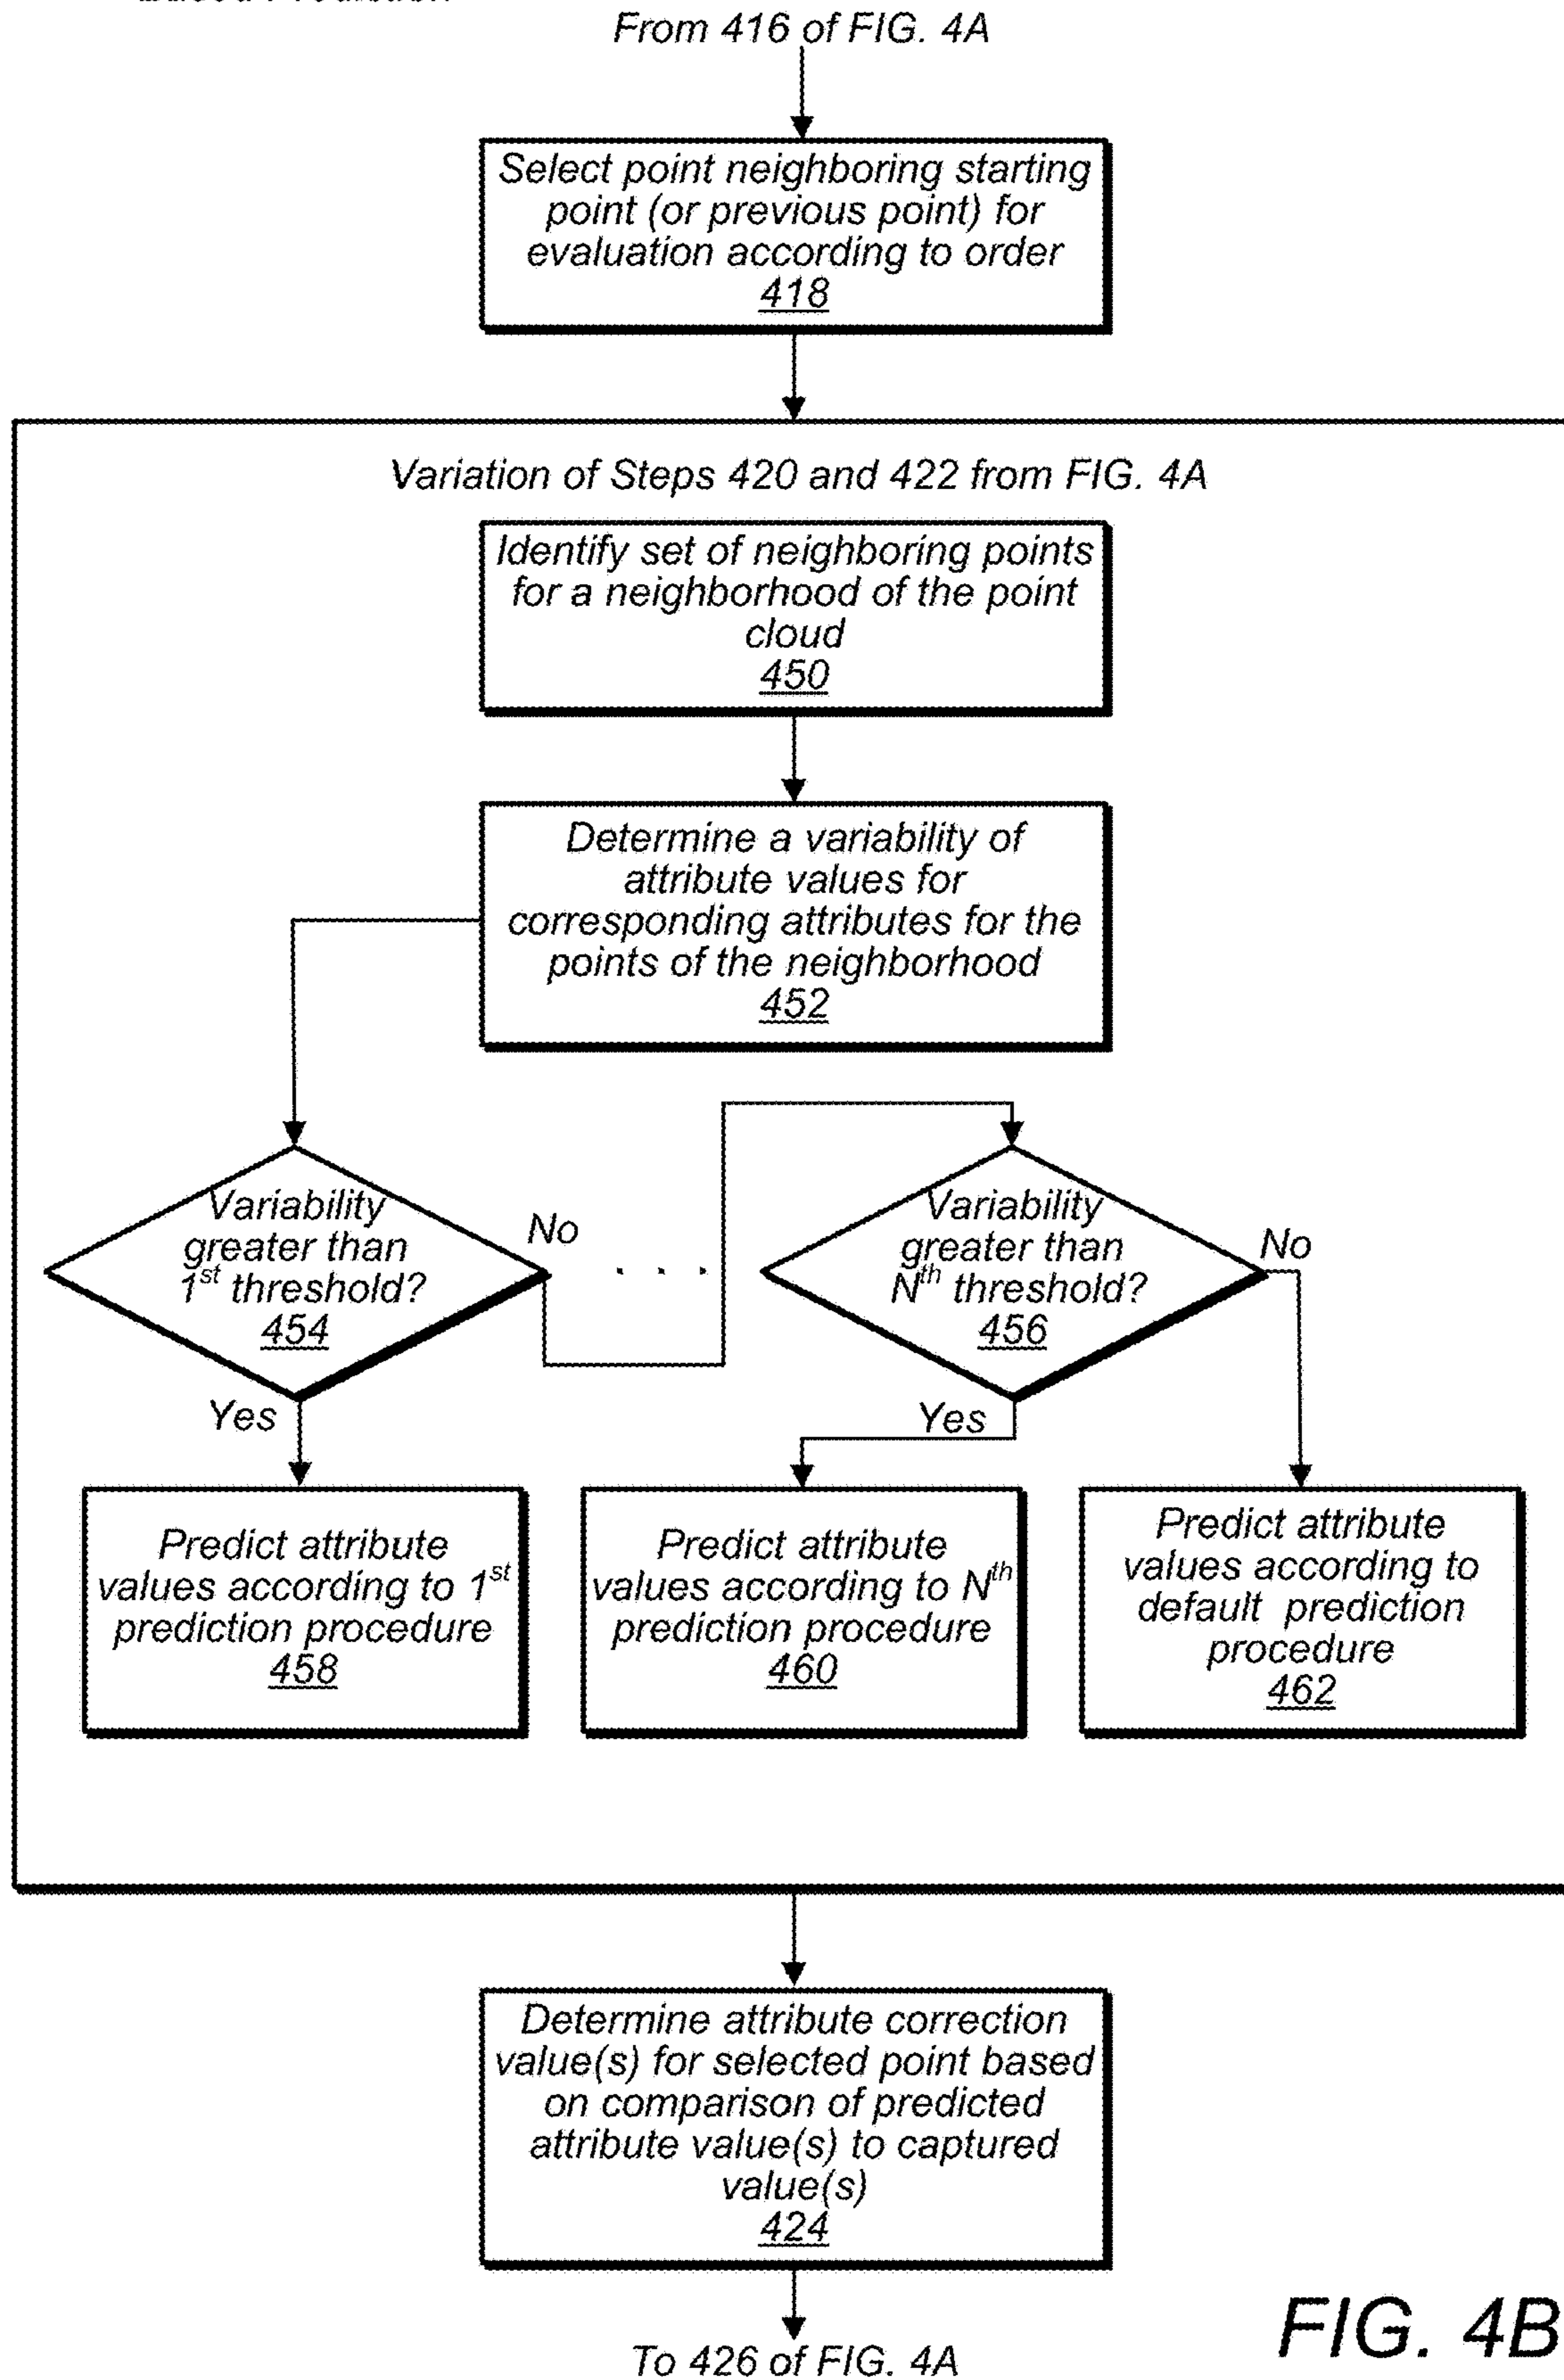 From 416 of FIG. 4A
Select point neighboring starting
point (or previous point) for
evaluation according to order
418
Variation of Steps 420 and 422 from FIG. 4A
Identify set of neighboring points
for a neighborhood of the point
cloud
450
Determine a variability of
attribute values for
corresponding attributes for the
points of the neighborhood
452
Variability
greater than
1st threshold?
454
No
. . .
Variability
greater than
Nth threshold?
456
No
Yes
Yes
Predict attribute
values according to 1st
prediction procedure
458
Predict attribute
values according to Nth
prediction procedure
460
Predict attribute
values according to
default prediction
procedure
462
Determine attribute correction
value(s) for selected point based
on comparison of predicted
attribute value(s) to captured
value(s)
424
To 426 of FIG. 4A
FIG. 4B